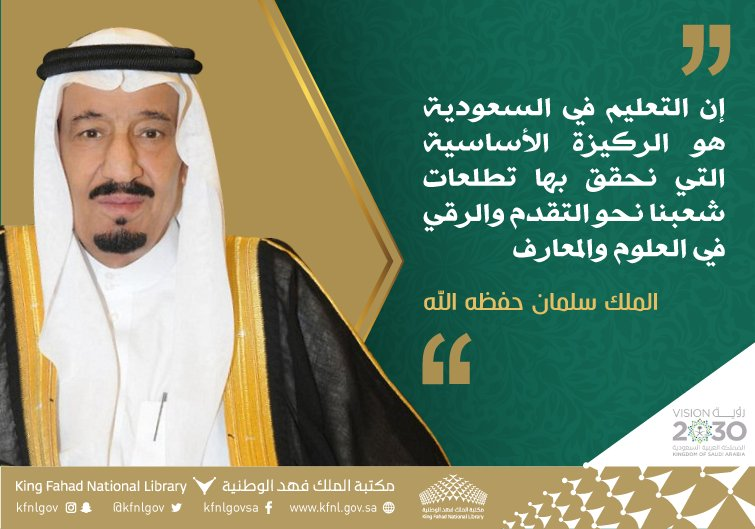 إن التعليم في السعودية
هو الركيزة الأساسية
التي نحقق بها تطلعات
شعبنا نحو التقدم والرقي
في العلوم والمعارف
الملك سلمان حفظه الله
VISION رؤيـــة
2030
المملكة العربية السعودية
KINGDOM OF SAUDI ARABIA
King Fahad National Library مكتبة الملك فهد الوطنية
kfnlgov @kfnlgov kfnlgovsa www.kfnl.gov.sa
مكتبة الملك فهد الوطنية
King Fahad National Library